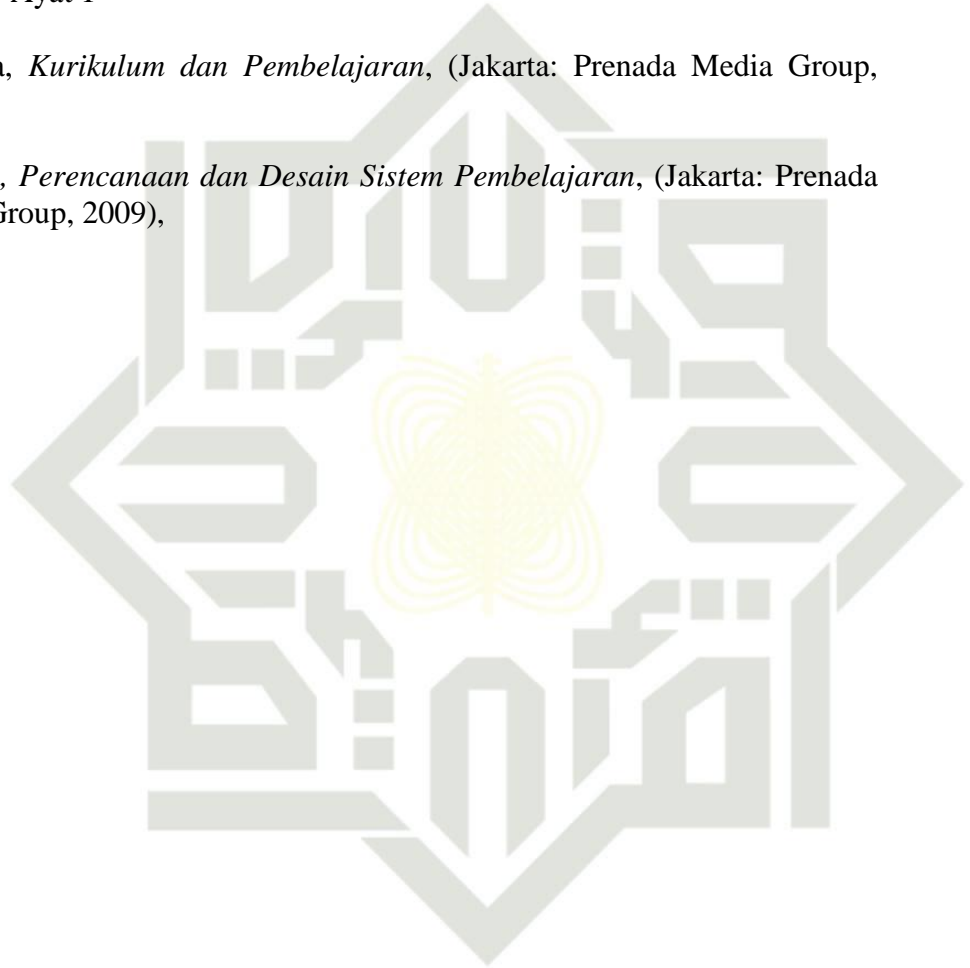 Ayat 1
a, Kurikulum dan Pembelajaran, (Jakarta: Prenada Media Group,
, Perencanaan dan Desain Sistem Pembelajaran, (Jakarta: Prenada
Group, 2009),